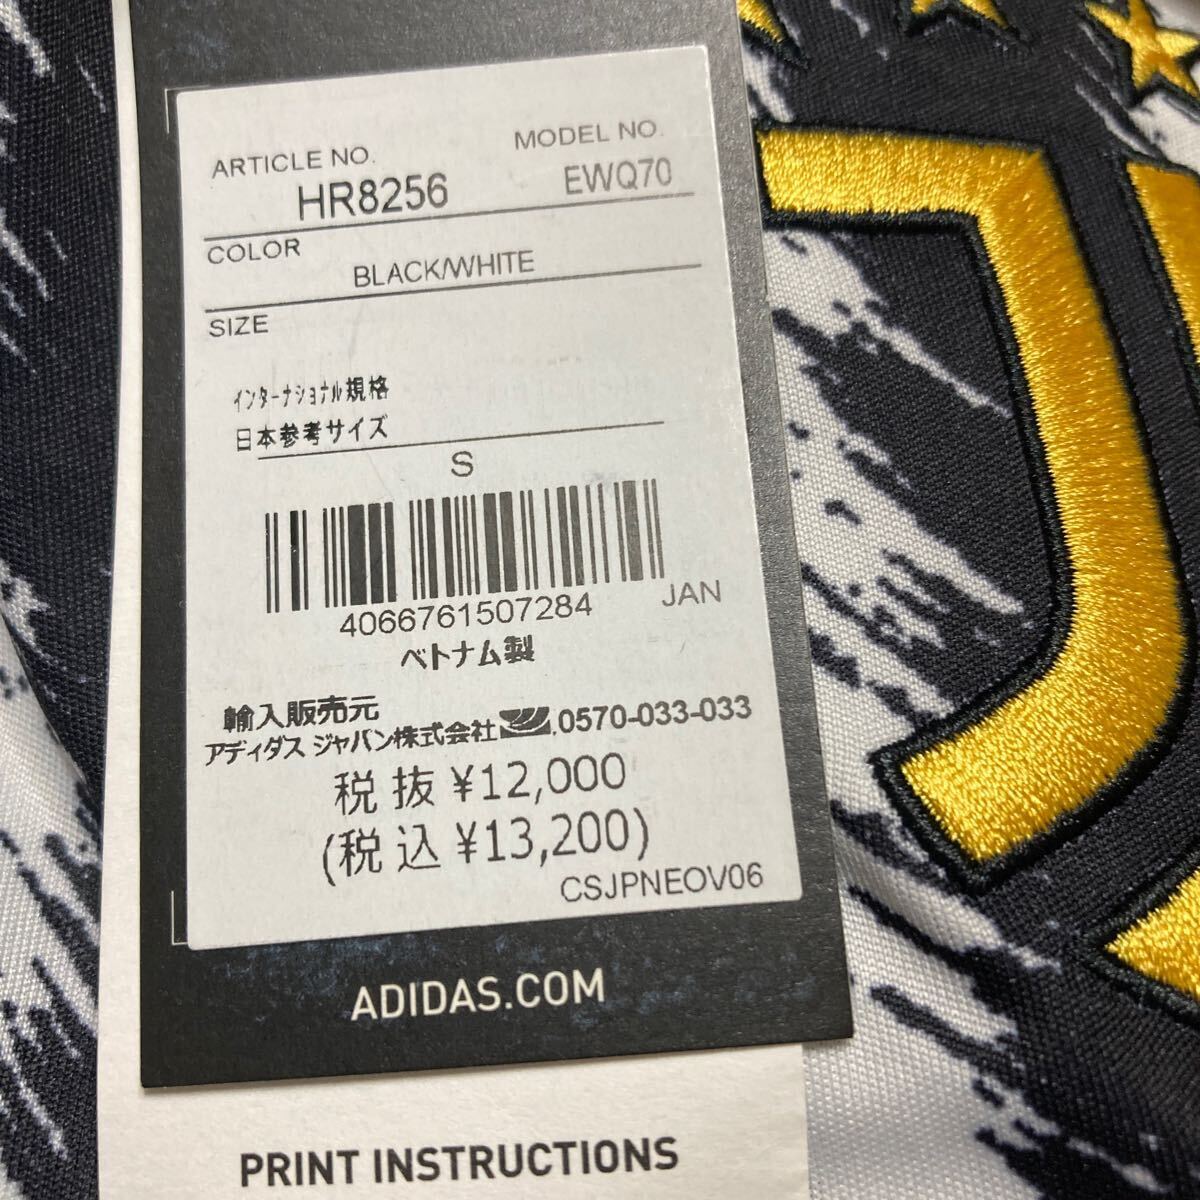 ARTICLE NO.
MODEL NO.
HR8256
EWQ70
COLOR
BLACK/WHITE
SIZE
インターナショナル規格
日本参考サイズ
S
4066761507284
JAN
ベトナム製
輸入販売元
アディダス ジャパン株式会社 0570-033-033
税抜 ¥12,000
(税込 ¥13,200)
CSJPNEOV06
ADIDAS.COM
PRINT INSTRUCTIONS